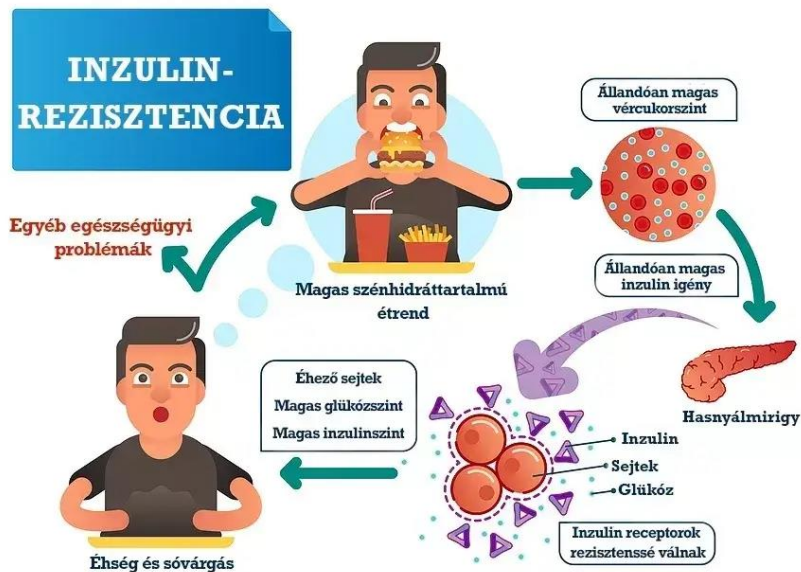 INZULIN-
REZISZTENCIA
Állandóan magas
vércukorszint
Egyéb egészségügyi
problémák
Magas szénhidráttartalmú
étrend
Állandóan magas
inzulin igény
Hasnyálmirigy
Éhező sejtek
Magas glükózszint
Magas inzulinszint
Inzulin
Sejtek
Glükóz
Inzulin receptorok
rezisztenssé válnak
Éhség és sóvárgás